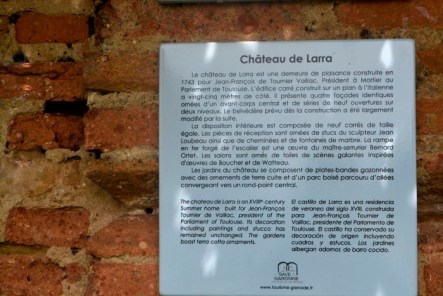 Château de Larra
Le château de Larra est une demeure de plaisance construite en
1743 pour Jean-François de Tournier Vaillac, Président à Mortier au
Parlement de Toulouse. L'édifice carré construit sur un plan à l'italienne
a vingt-cinq mètres de côté. Il présente quatre façades identiques
ornées d'un avant-corps central et de séries de neuf ouvertures sur
deux niveaux. Le belvédère prévu dès la construction a été largement
modifié par la suite.
La disposition intérieure est composée de neuf carrés de taille
égale. Les pièces de réception sont ornées de stucs du sculpteur Jean
Loubeau ainsi que de cheminées et de fontaines de marbre. La rampe
en fer forgé de l'escalier est une œuvre du maître-serrurier Bernard
Ortet. Les salons sont ornés de toiles de scènes galantes inspirées
d'œuvres de Boucher et de Watteau.
Les jardins du château se composent de plates-bandes gazonnées
avec des ornements de terre cuite et d'un parc boisé parcouru d'allées
convergeant vers un rond-point central.
The chateau de Larra is an XVIIIth century
Summer home built for Jean-François
Tournier de Vaillac, president of the
Parliament of Toulouse. Its decoration
including paintings and stucco has
remained unchanged. The gardens
boast terra cotta ornaments.
El castillo de Larra es una residencia
de veraneo del siglo XVIII, construida
para Jean-François Tournier de
Vaillac, presidente del Parlamento de
Toulouse. El castillo ha conservado su
decoración de origen incluyendo
cuadros y estucos. Los jardines
albergan adornos de barro cocido.
SAVE
GARONNE
www.tourisme-grenade.fr